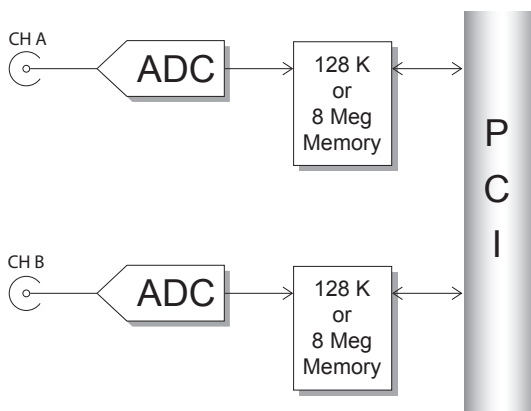 CH A
ADC
128 K
or
8 Meg
Memory
P
C
I
CH B
ADC
128 K
or
8 Meg
Memory